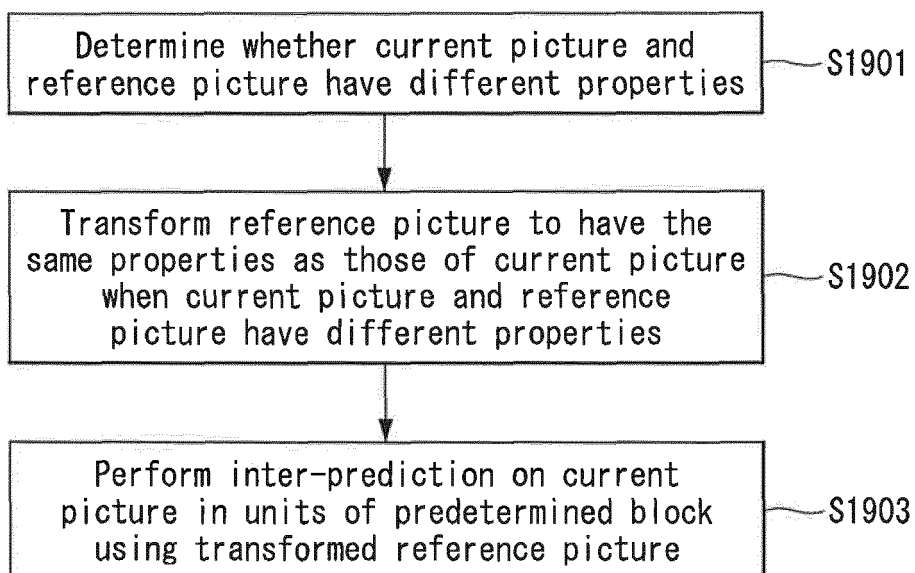 Determine whether current picture and
reference picture have different properties
S1901
Transform reference picture to have the
same properties as those of current picture
when current picture and reference
picture have different properties
S1902
Perform inter-prediction on current
picture in units of predetermined block
using transformed reference picture
S1903